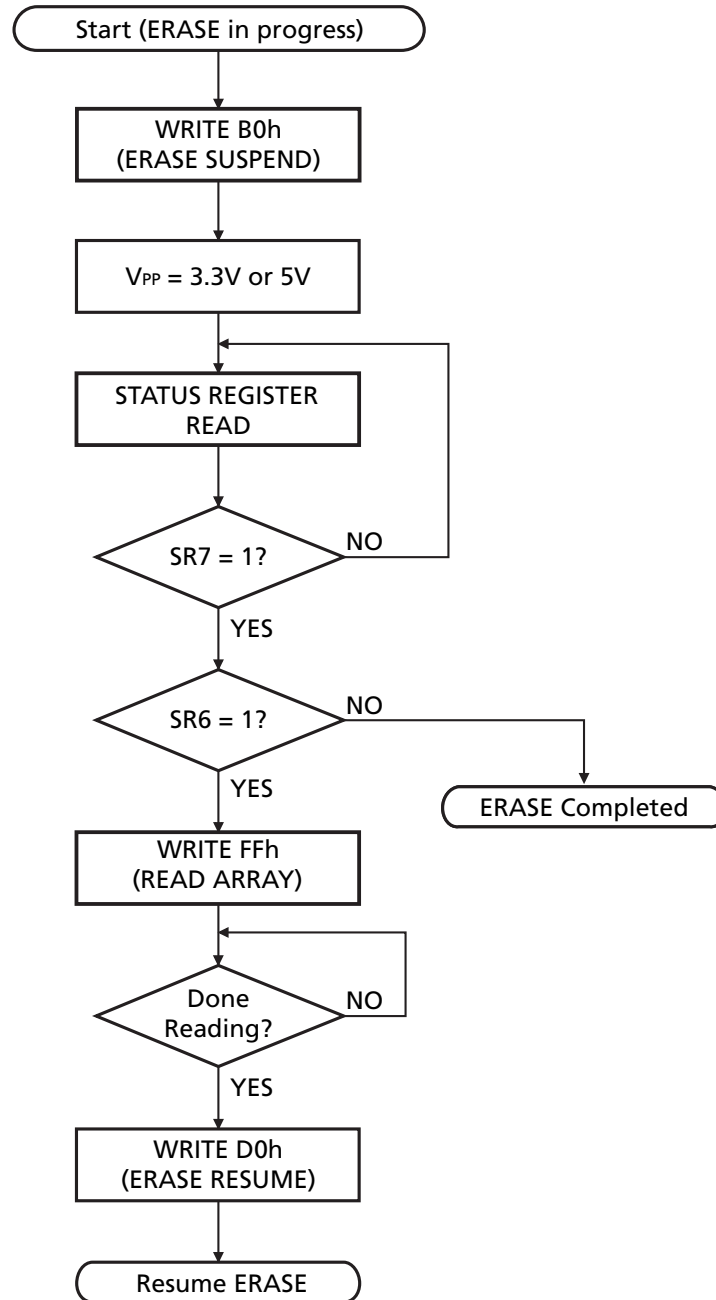 Start (ERASE in progress)
WRITE B0h
(ERASE SUSPEND)
VPP = 3.3V or 5V
STATUS REGISTER
READ
SR7 = 1?
NO
YES
SR6 = 1?
NO
YES
ERASE Completed
WRITE FFh
(READ ARRAY)
Done
Reading?
NO
YES
WRITE D0h
(ERASE RESUME)
Resume ERASE